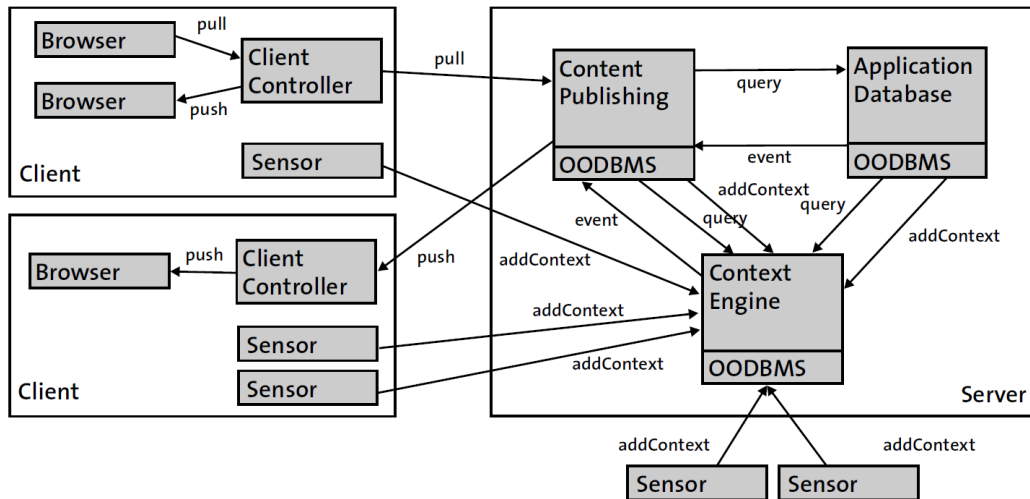 Browser
pull
Client
Controller
Browser
push
Sensor
Client
pull
Content
Publishing
OODBMS
query
Application
Database
OODBMS
event
addContext
query
event
query
addContext
Browser
push
Client
Controller
push
addContext
Context
Engine
OODBMS
Sensor
addContext
Sensor
addContext
Client
Server
addContext
addContext
Sensor
Sensor